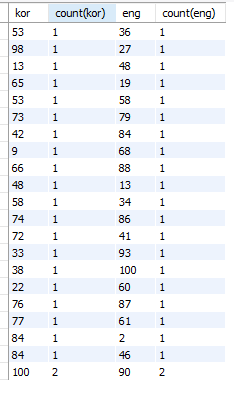 kor count(kor) eng count(eng)
53 1 36 1
98 1 27 1
13 1 48 1
65 1 19 1
53 1 58 1
73 1 79 1
42 1 84 1
9 1 68 1
66 1 88 1
48 1 13 1
58 1 34 1
74 1 86 1
72 1 41 1
33 1 93 1
38 1 100 1
22 1 60 1
76 1 87 1
77 1 61 1
84 1 2 1
84 1 46 1
100 2 90 2